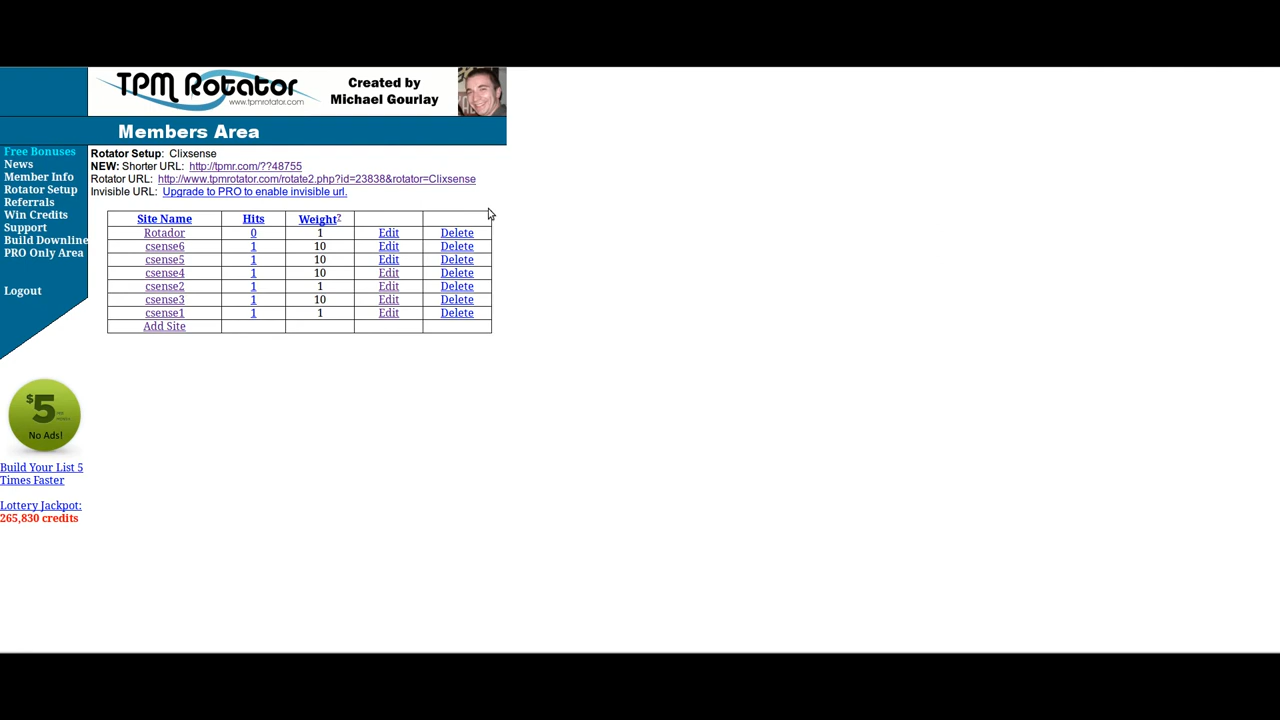 TPM Rotator
www.tpmrotator.com
Created by
Michael Gourlay
Members Area
Free Bonuses
News
Member Info
Rotator Setup
Referrals
Win Credits
Support
Build Downline
PRO Only Area
Logout
Rotator Setup: Clixsense
NEW: Shorter URL: http://tpmr.com/??48755
Rotator URL: http://www.tpmrotator.com/rotate2.php?id=23838&rotator=Clixsense
Invisible URL: Upgrade to PRO to enable invisible url.
Site Name Hits Weight?
Rotador 0 1 Edit Delete
csense6 1 10 Edit Delete
csense5 1 10 Edit Delete
csense4 1 10 Edit Delete
csense2 1 1 Edit Delete
csense3 1 10 Edit Delete
csense1 1 1 Edit Delete
Add Site
$5
No Ads!
Build Your List 5
Times Faster
Lottery Jackpot:
265,830 credits